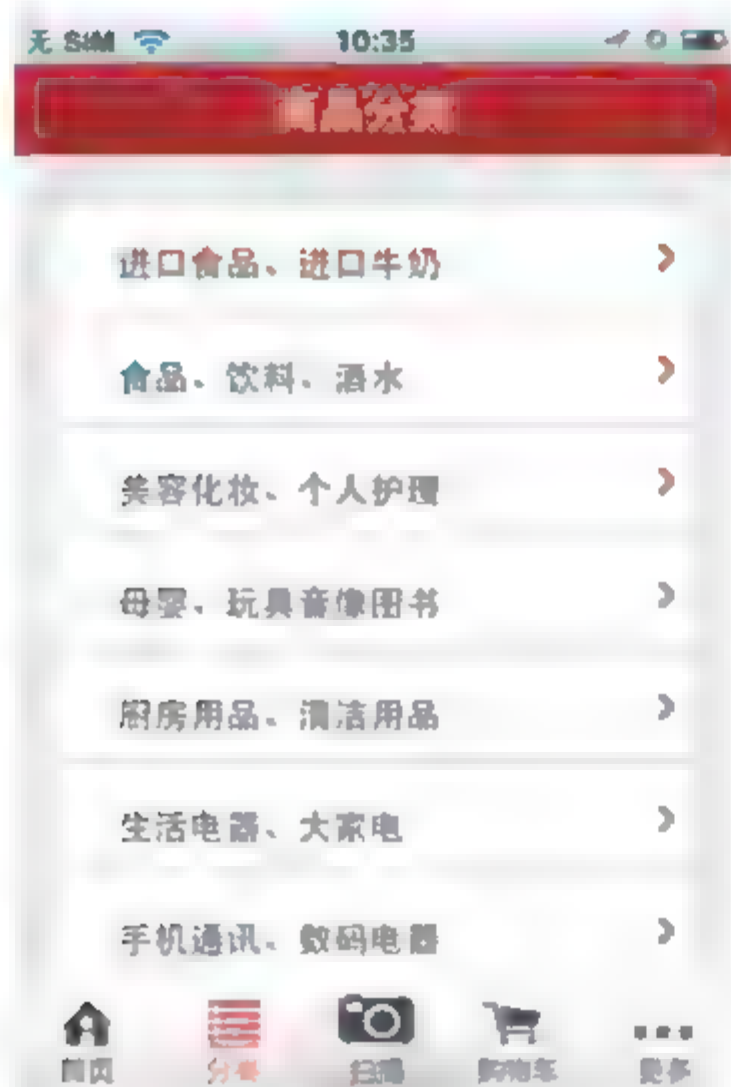 无 SIM 10:35
商品分类
进口食品、进口牛奶
食品、饮料、酒水
美容化妆、个人护理
母婴、玩具音像图书
厨房用品、清洁用品
生活电器、大家电
手机通讯、数码电器
首页 分类 扫描 购物车 更多